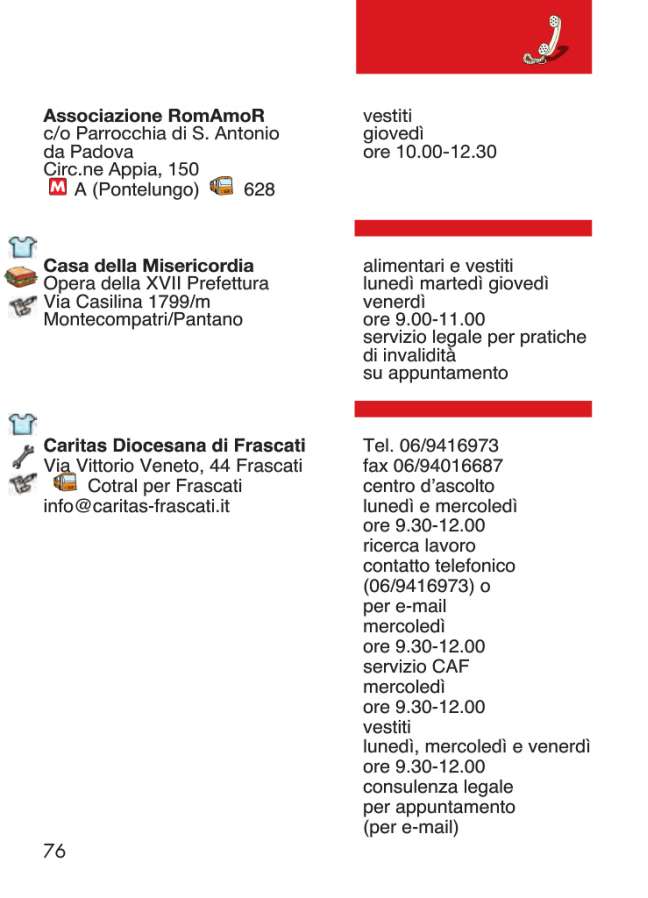 Associazione RomAmoR
c/o Parrocchia di S. Antonio
da Padova
Circ.ne Appia, 150
M A (Pontelungo) 628
vestiti
giovedì
ore 10.00-12.30
Casa della Misericordia
Opera della XVII Prefettura
Via Casilina 1799/m
Montecompatri/Pantano
alimentari e vestiti
lunedì martedì giovedì
venerdì
ore 9.00-11.00
servizio legale per pratiche
di invalidità
su appuntamento
Caritas Diocesana di Frascati
Via Vittorio Veneto, 44 Frascati
Cotral per Frascati
info@caritas-frascati.it
Tel. 06/9416973
fax 06/94016687
centro d'ascolto
lunedì e mercoledì
ore 9.30-12.00
ricerca lavoro
contatto telefonico
(06/9416973) o
per e-mail
mercoledì
ore 9.30-12.00
servizio CAF
mercoledì
ore 9.30-12.00
vestiti
lunedì, mercoledì e venerdì
ore 9.30-12.00
consulenza legale
per appuntamento
(per e-mail)
76